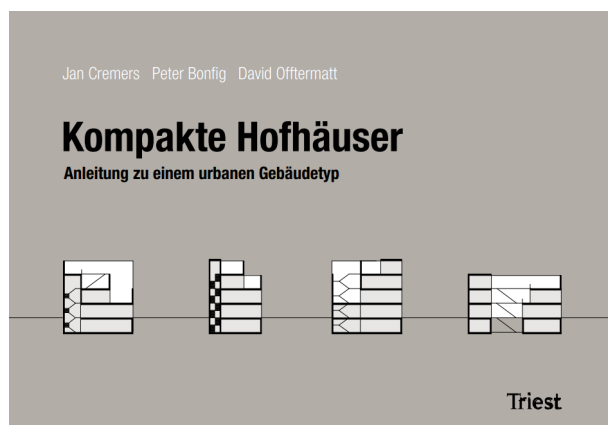 Jan Cremers Peter Bonfig David Offtermatt
Kompakte Hofhäuser
Anleitung zu einem urbanen Gebäudetyp
Triest